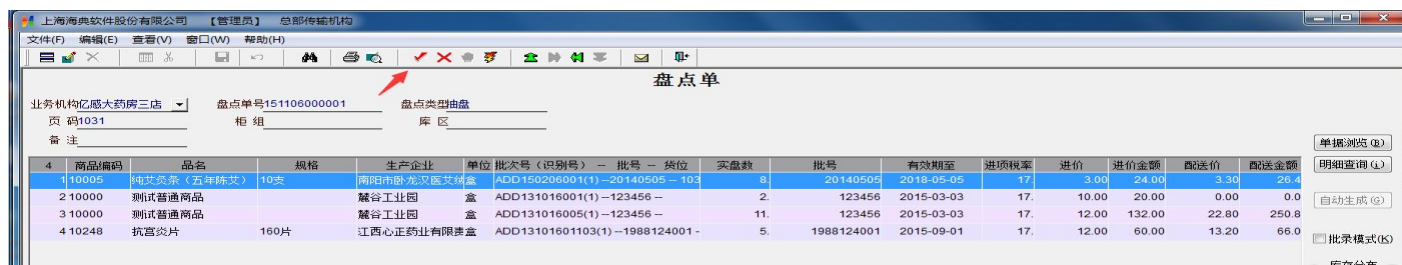 上海海典软件股份有限公司 【管理员】 总部传输机构
文件(F) 编辑(E) 查看(V) 窗口(W) 帮助(H)
盘点单
业务机构亿感大药房三店 盘点单号151106000001 盘点类型抽盘
页 码1031 柜 组 库 区
备 注
单据浏览(B)
4 商品编码 品名 规格 生产企业 单位 批次号（识别号） -- 批号 -- 货位 实盘数 批号 有效期至 进项税率 进价 进价金额 配送价 配送金额
明细查询(i)
1 10005 纯艾灸条（五年陈艾） 10支 南阳市卧龙汉医艾绒 盒 ADD150206001(1) --20140505 -- 103 8. 20140505 2018-05-05 17. 3.00 24.00 3.30 26.4
2 10000 测试普通商品 麓谷工业园 盒 ADD131016001(1) --123456 -- 2. 123456 2015-03-03 17. 10.00 20.00 0.00 0.0
自动生成(G)
3 10000 测试普通商品 麓谷工业园 盒 ADD131016005(1) --123456 -- 11. 123456 2015-03-03 17. 12.00 132.00 22.80 250.8
4 10248 抗宫炎片 160片 江西心正药业有限责 盒 ADD13101601103(1) --1988124001 - 5. 1988124001 2015-09-01 17. 12.00 60.00 13.20 66.0
批录模式(K)